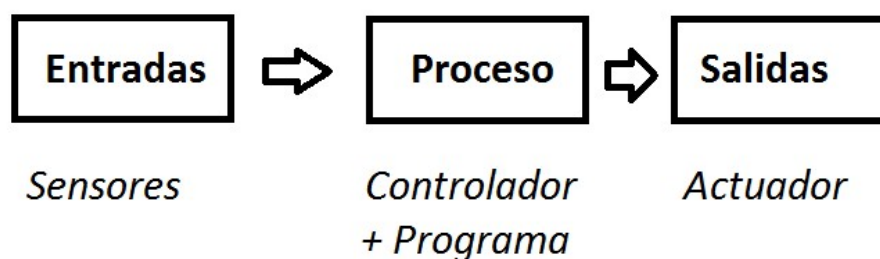 Entradas Proceso Salidas
Sensores Controlador Actuador
+ Programa